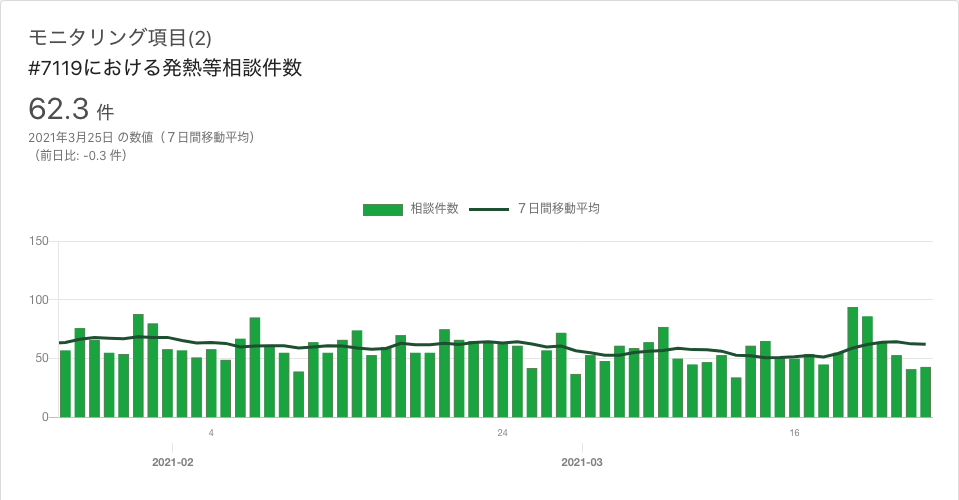 モニタリング項目(2)
#7119における発熱等相談件数
62.3 件
2021年3月25日 の数値（７日間移動平均）
（前日比: -0.3 件）
相談件数 ７日間移動平均
150
100
50
0
4 24 16
2021-02 2021-03